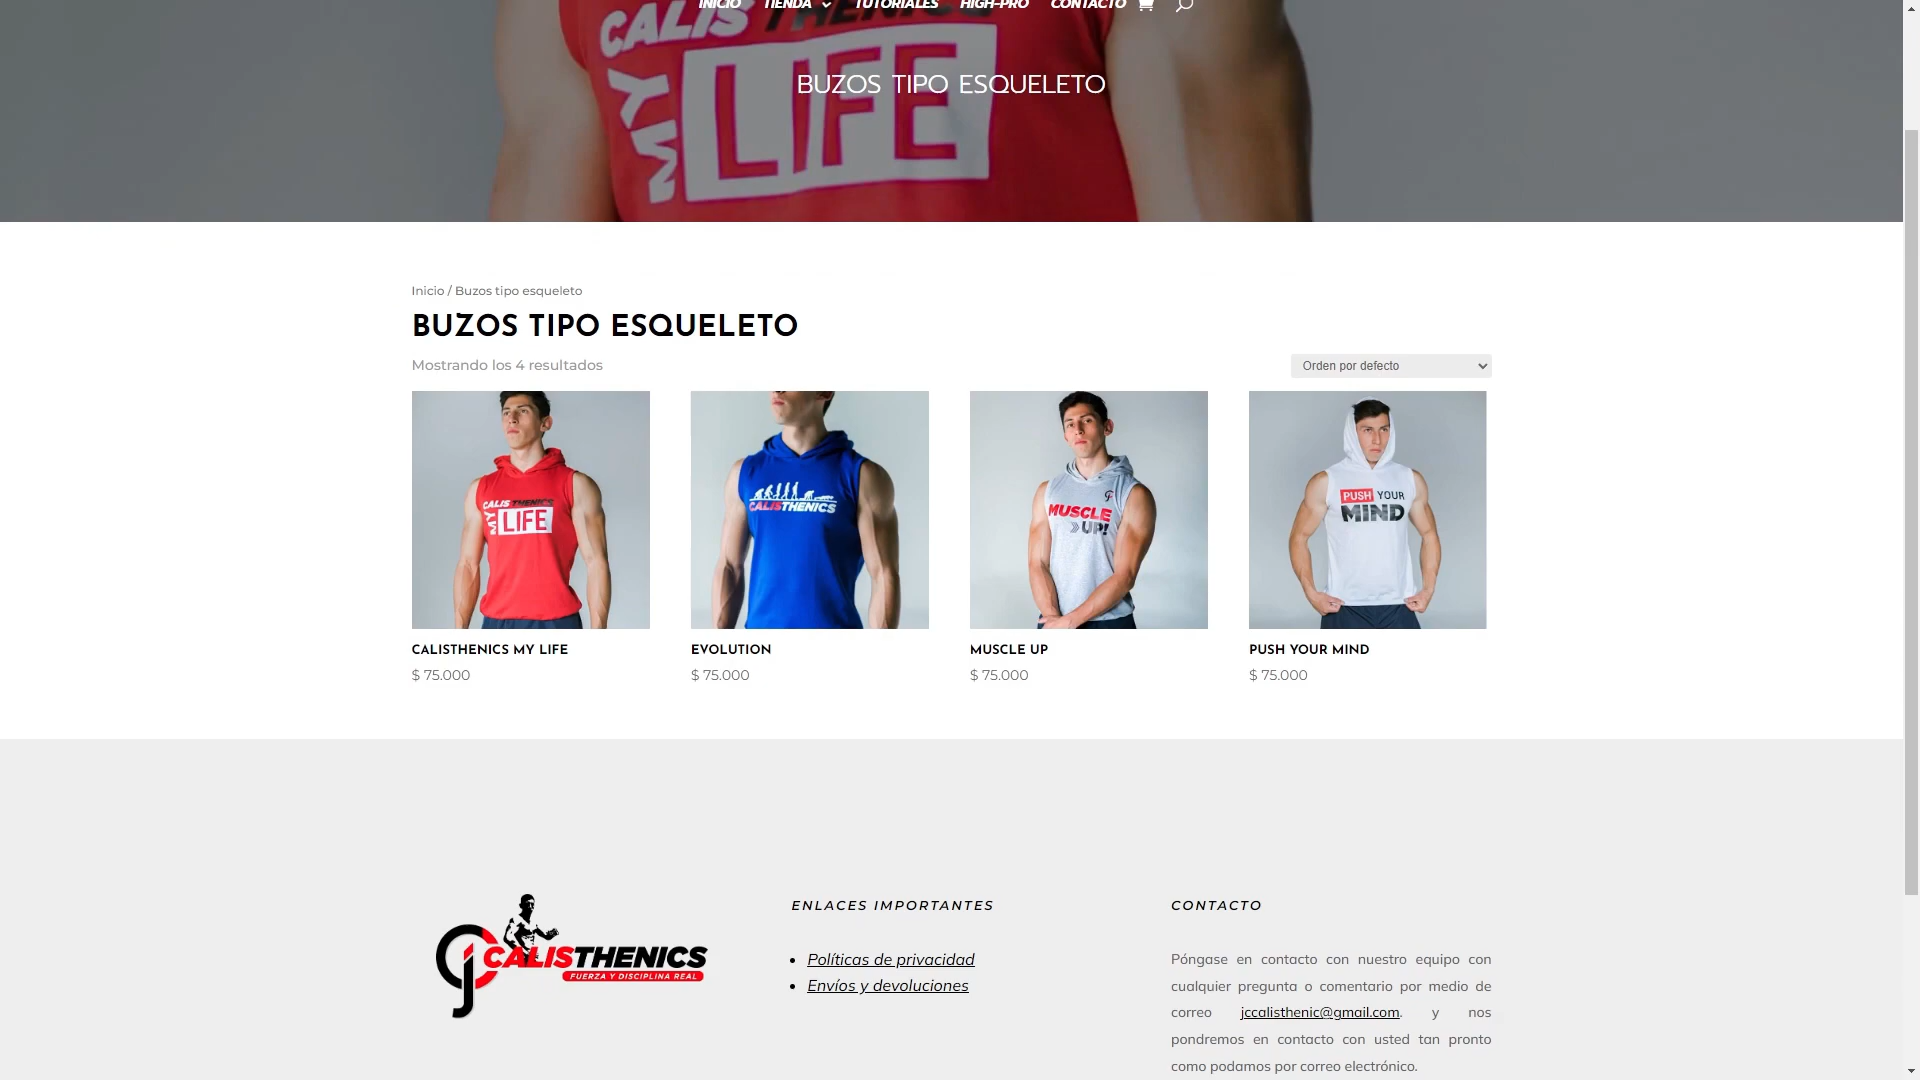 INICIO TIENDA TUTORIALES HIGH-PRO CONTACTO
CALISTHENICS
MY LIFE
BUZOS TIPO ESQUELETO
Inicio / Buzos tipo esqueleto
BUZOS TIPO ESQUELETO
Mostrando los 4 resultados
Orden por defecto
CALISTHENICS
MY LIFE
CALISTHENICS
MUSCLE
UP!
PUSH YOUR
MIND
CALISTHENICS MY LIFE
$ 75.000
EVOLUTION
$ 75.000
MUSCLE UP
$ 75.000
PUSH YOUR MIND
$ 75.000
CALISTHENICS
FUERZA Y DISCIPLINA REAL
ENLACES IMPORTANTES
Políticas de privacidad
Envíos y devoluciones
CONTACTO
Póngase en contacto con nuestro equipo con
cualquier pregunta o comentario por medio de
correo jccalisthenic@gmail.com. y nos
pondremos en contacto con usted tan pronto
como podamos por correo electrónico.